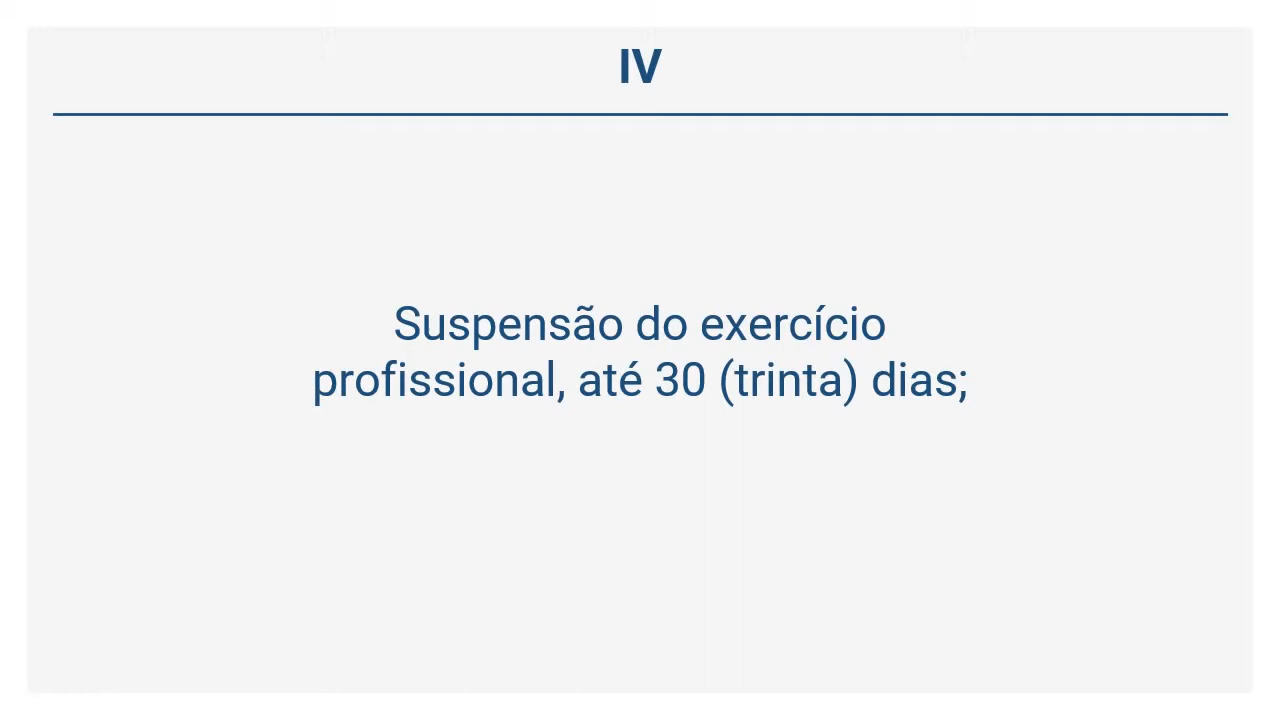 IV
Suspensão do exercício
profissional, até 30 (trinta) dias;